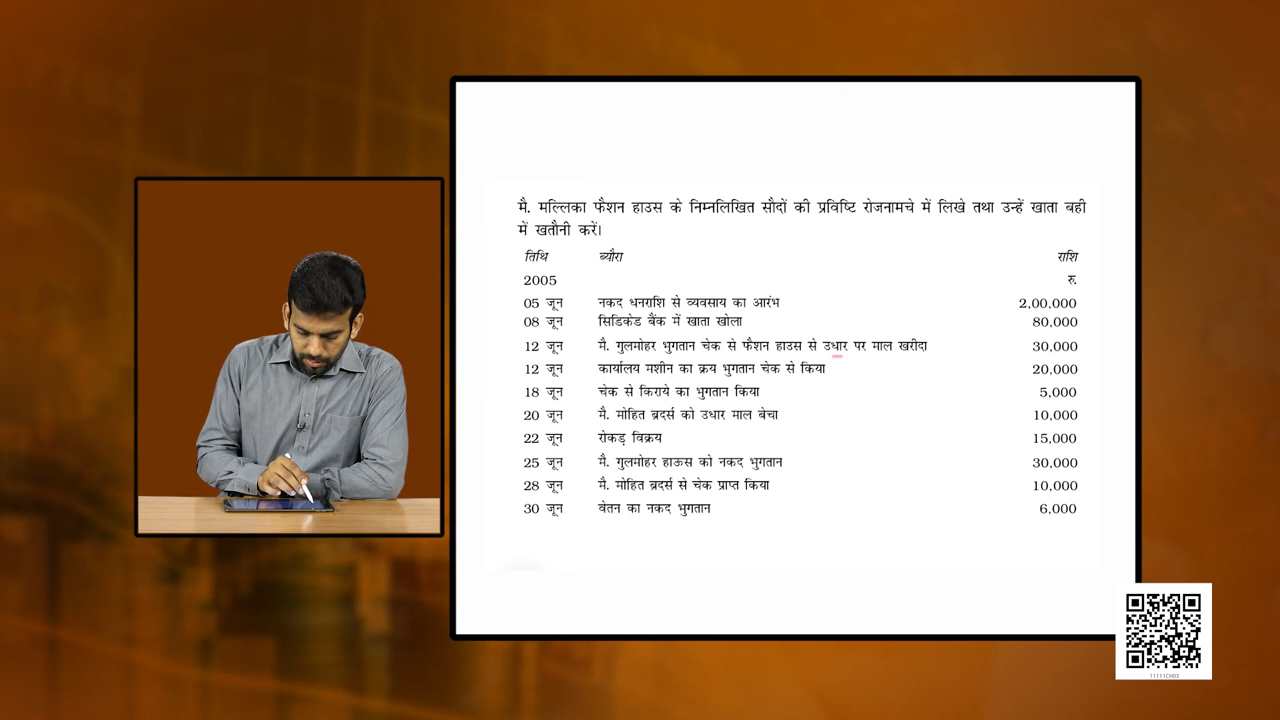 मै. मल्लिका फैशन हाउस के निम्नलिखित सौदों की प्रविष्टि रोजनामचे में लिखे तथा उन्हें खाता बही
में खतौनी करें।
तिथि ब्यौरा राशि
2005 रु.
05 जून नकद धनराशि से व्यवसाय का आरंभ 2,00,000
08 जून सिडिकेड बैंक में खाता खोला 80,000
12 जून मै. गुलमोहर भुगतान चेक से फैशन हाउस से उधार पर माल खरीदा 30,000
12 जून कार्यालय मशीन का क्रय भुगतान चेक से किया 20,000
18 जून चेक से किराये का भुगतान किया 5,000
20 जून मै. मोहित ब्रदर्स को उधार माल बेचा 10,000
22 जून रोकड़ विक्रय 15,000
25 जून मै. गुलमोहर हाऊस को नकद भुगतान 30,000
28 जून मै. मोहित ब्रदर्स से चेक प्राप्त किया 10,000
30 जून वेतन का नकद भुगतान 6,000
11111CH03